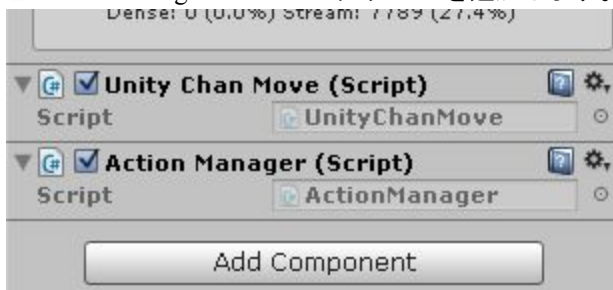 Dense: 0 (0.0%) Stream: 7789 (27.4%)
Unity Chan Move (Script)
Script UnityChanMove
Action Manager (Script)
Script ActionManager
Add Component